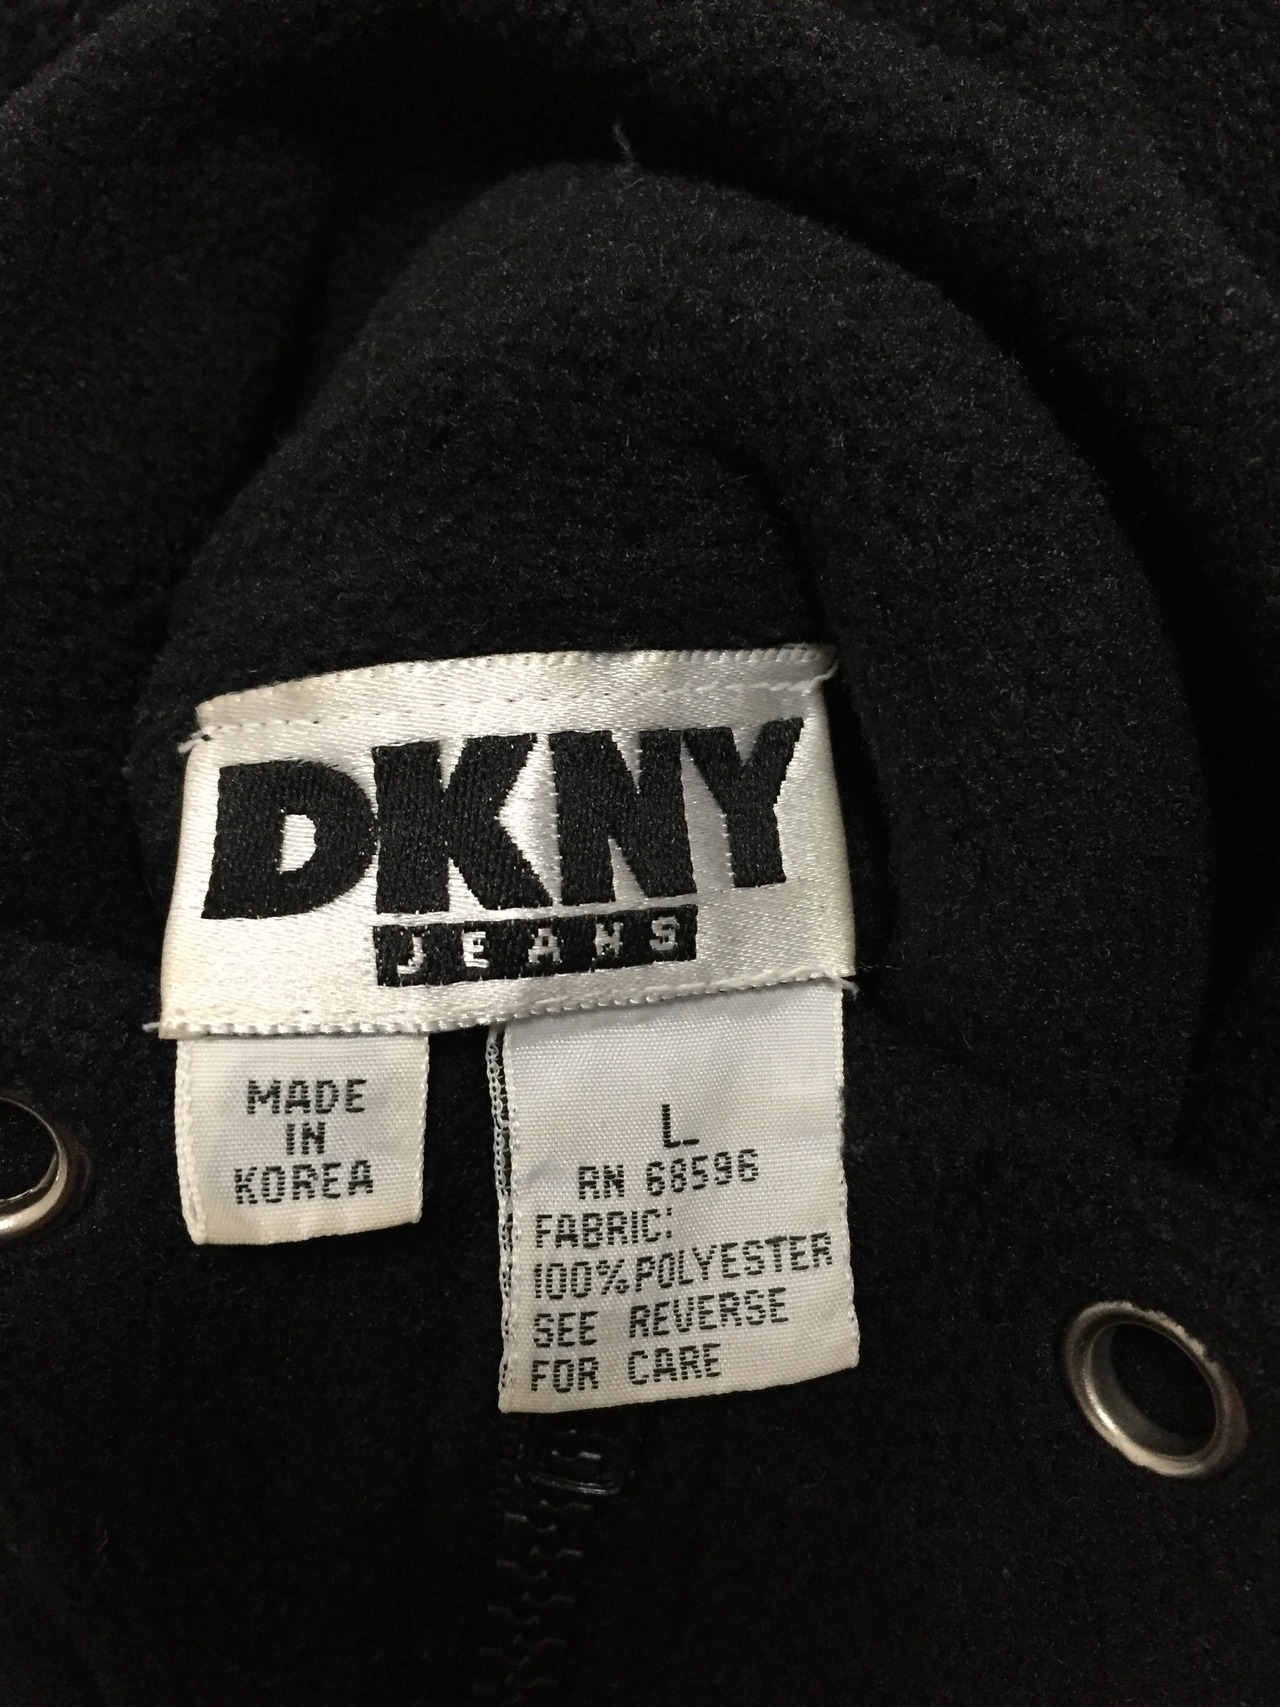 DKNY
JEANS
MADE
IN
KOREA
L
RN 68596
FABRIC:
100% POLYESTER
SEE REVERSE
FOR CARE